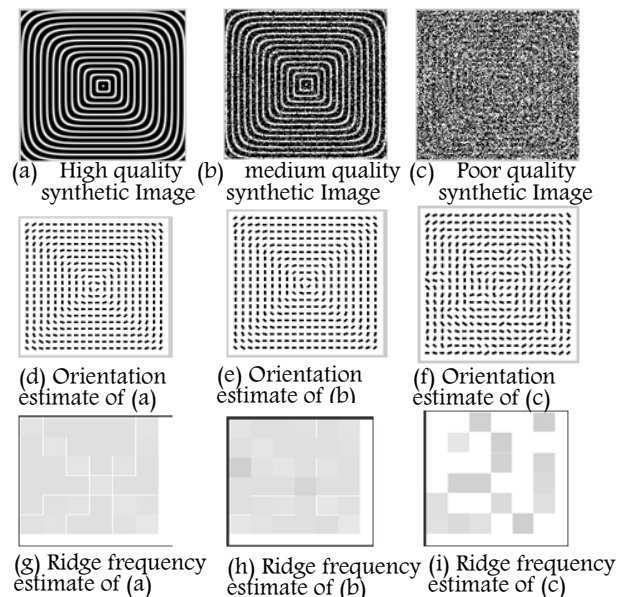 (a) High quality
synthetic Image
(b) medium quality
synthetic Image
(c) Poor quality
synthetic Image
(d) Orientation
estimate of (a)
(e) Orientation
estimate of (b)
(f) Orientation
estimate of (c)
(g) Ridge frequency
estimate of (a)
(h) Ridge frequency
estimate of (b)
(i) Ridge frequency
estimate of (c)